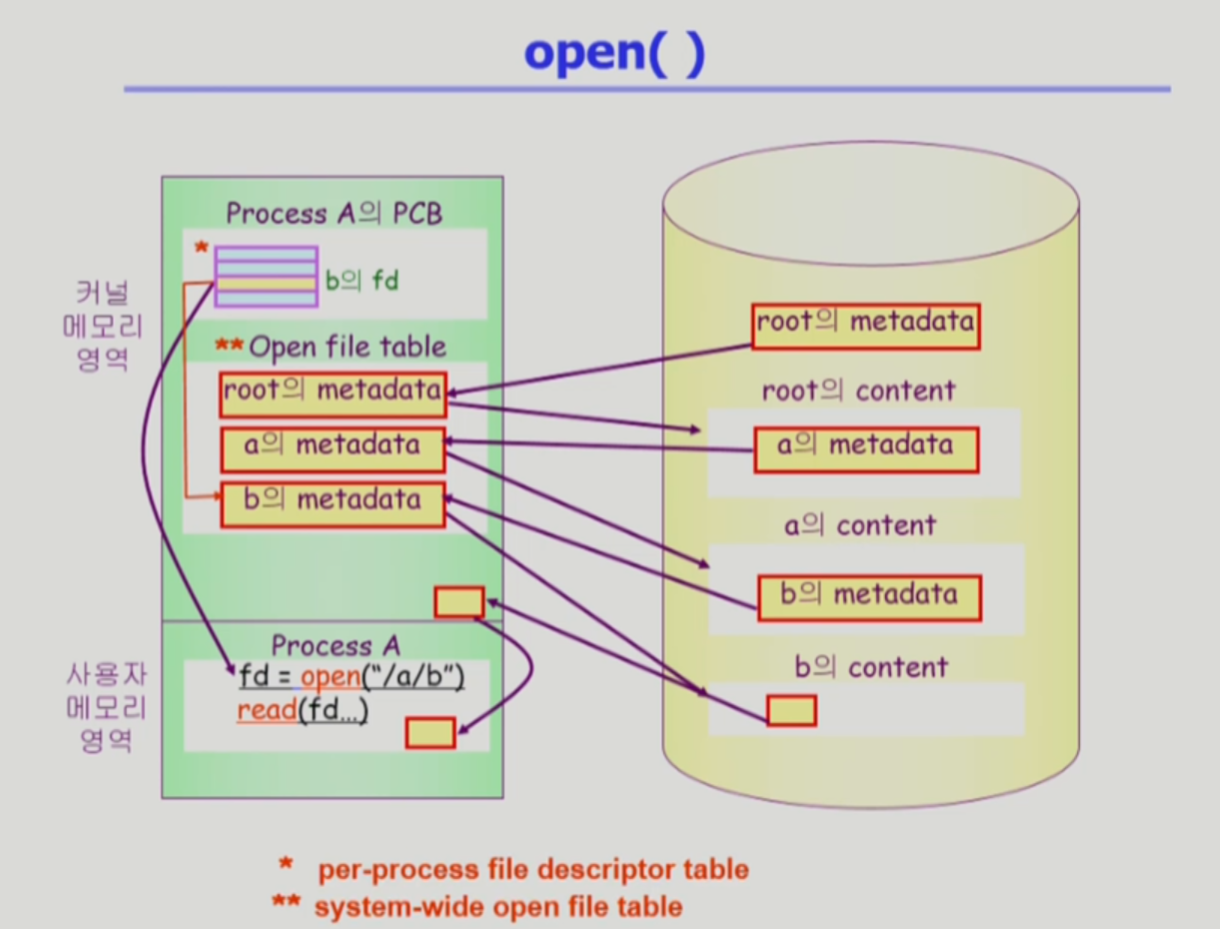 open( )
Process A의 PCB
*
b의 fd
커널
메모리
영역
** Open file table
root의 metadata
a의 metadata
b의 metadata
사용자
메모리
영역
Process A
fd = open(“/a/b”)
read(fd...)
root의 metadata
root의 content
a의 metadata
a의 content
b의 metadata
b의 content
* per-process file descriptor table
** system-wide open file table